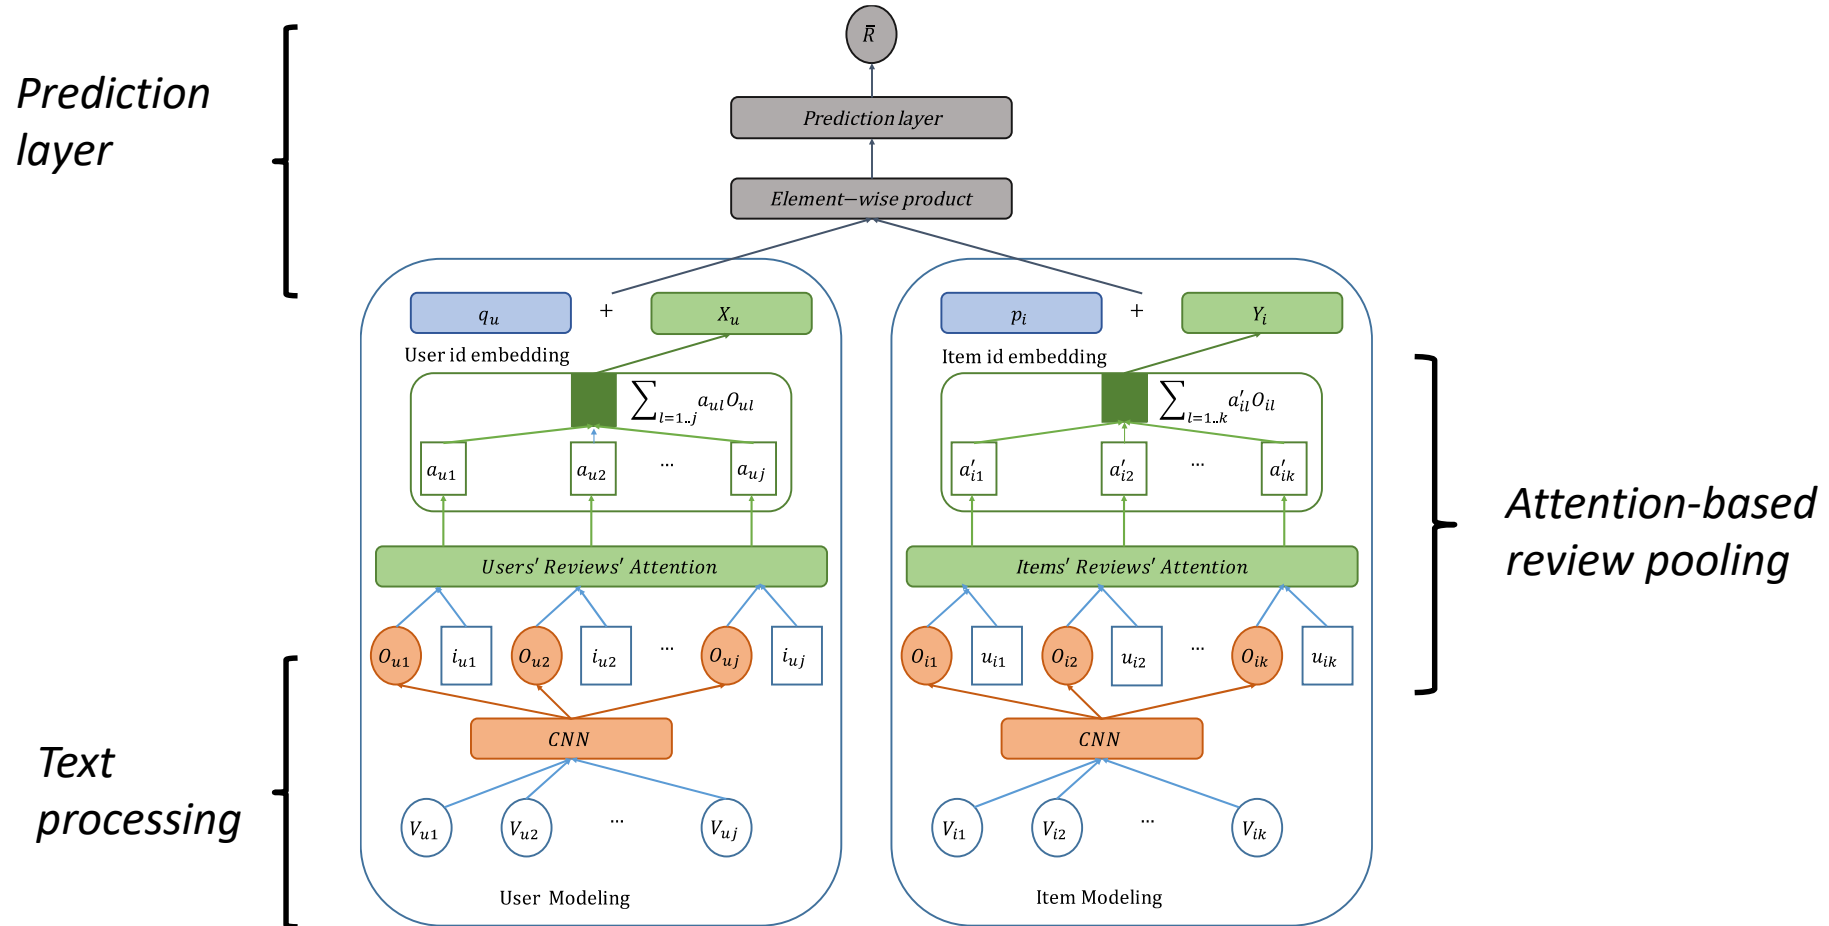 R̄
Prediction
layer
Prediction layer
Element−wise product
q_u + X_u
p_i + Y_i
User id embedding
Item id embedding
∑_{l=1..j} a_{ul}O_{ul}
∑_{l=1..k} a′_{il}O_{il}
a_{u1} a_{u2} ... a_{uj}
a′_{i1} a′_{i2} ... a′_{ik}
Attention-based
review pooling
Users′ Reviews′ Attention
Items′ Reviews′ Attention
O_{u1} i_{u1} O_{u2} i_{u2} ... O_{uj} i_{uj}
O_{i1} u_{i1} O_{i2} u_{i2} ... O_{ik} u_{ik}
CNN
CNN
Text
processing
V_{u1} V_{u2} ... V_{uj}
V_{i1} V_{i2} ... V_{ik}
User Modeling
Item Modeling